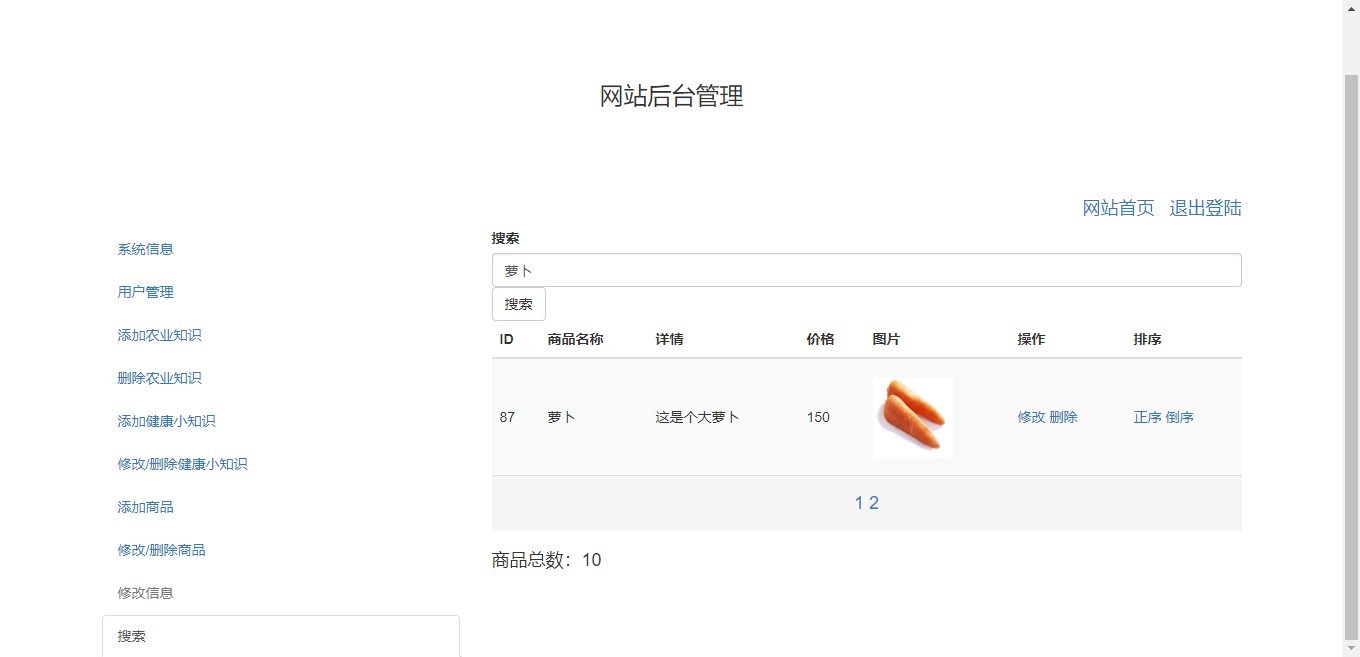 网站后台管理
网站首页 退出登陆
系统信息
用户管理
添加农业知识
删除农业知识
添加健康小知识
修改/删除健康小知识
添加商品
修改/删除商品
修改信息
搜索
搜索
萝卜
搜索
ID 商品名称 详情 价格 图片 操作 排序
87 萝卜 这是个大萝卜 150 修改 删除 正序 倒序
1 2
商品总数：10